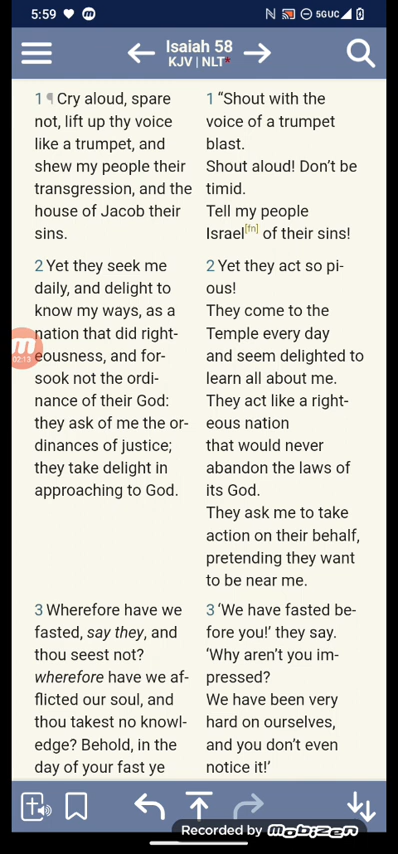 5:59
5GUC
Isaiah 58
KJV | NLT*
1 ¶ Cry aloud, spare
not, lift up thy voice
like a trumpet, and
shew my people their
transgression, and the
house of Jacob their
sins.
1 “Shout with the
voice of a trumpet
blast.
Shout aloud! Don’t be
timid.
Tell my people
Israel[fn] of their sins!
2 Yet they seek me
daily, and delight to
know my ways, as a
nation that did right-
eousness, and for-
sook not the ordi-
nance of their God:
they ask of me the or-
dinances of justice;
they take delight in
approaching to God.
2 Yet they act so pi-
ous!
They come to the
Temple every day
and seem delighted to
learn all about me.
They act like a right-
eous nation
that would never
abandon the laws of
its God.
They ask me to take
action on their behalf,
pretending they want
to be near me.
02:13
3 Wherefore have we
fasted, say they, and
thou seest not?
wherefore have we af-
flicted our soul, and
thou takest no knowl-
edge? Behold, in the
day of your fast ye
3 ‘We have fasted be-
fore you!’ they say.
‘Why aren’t you im-
pressed?
We have been very
hard on ourselves,
and you don’t even
notice it!’
Recorded by mobizen